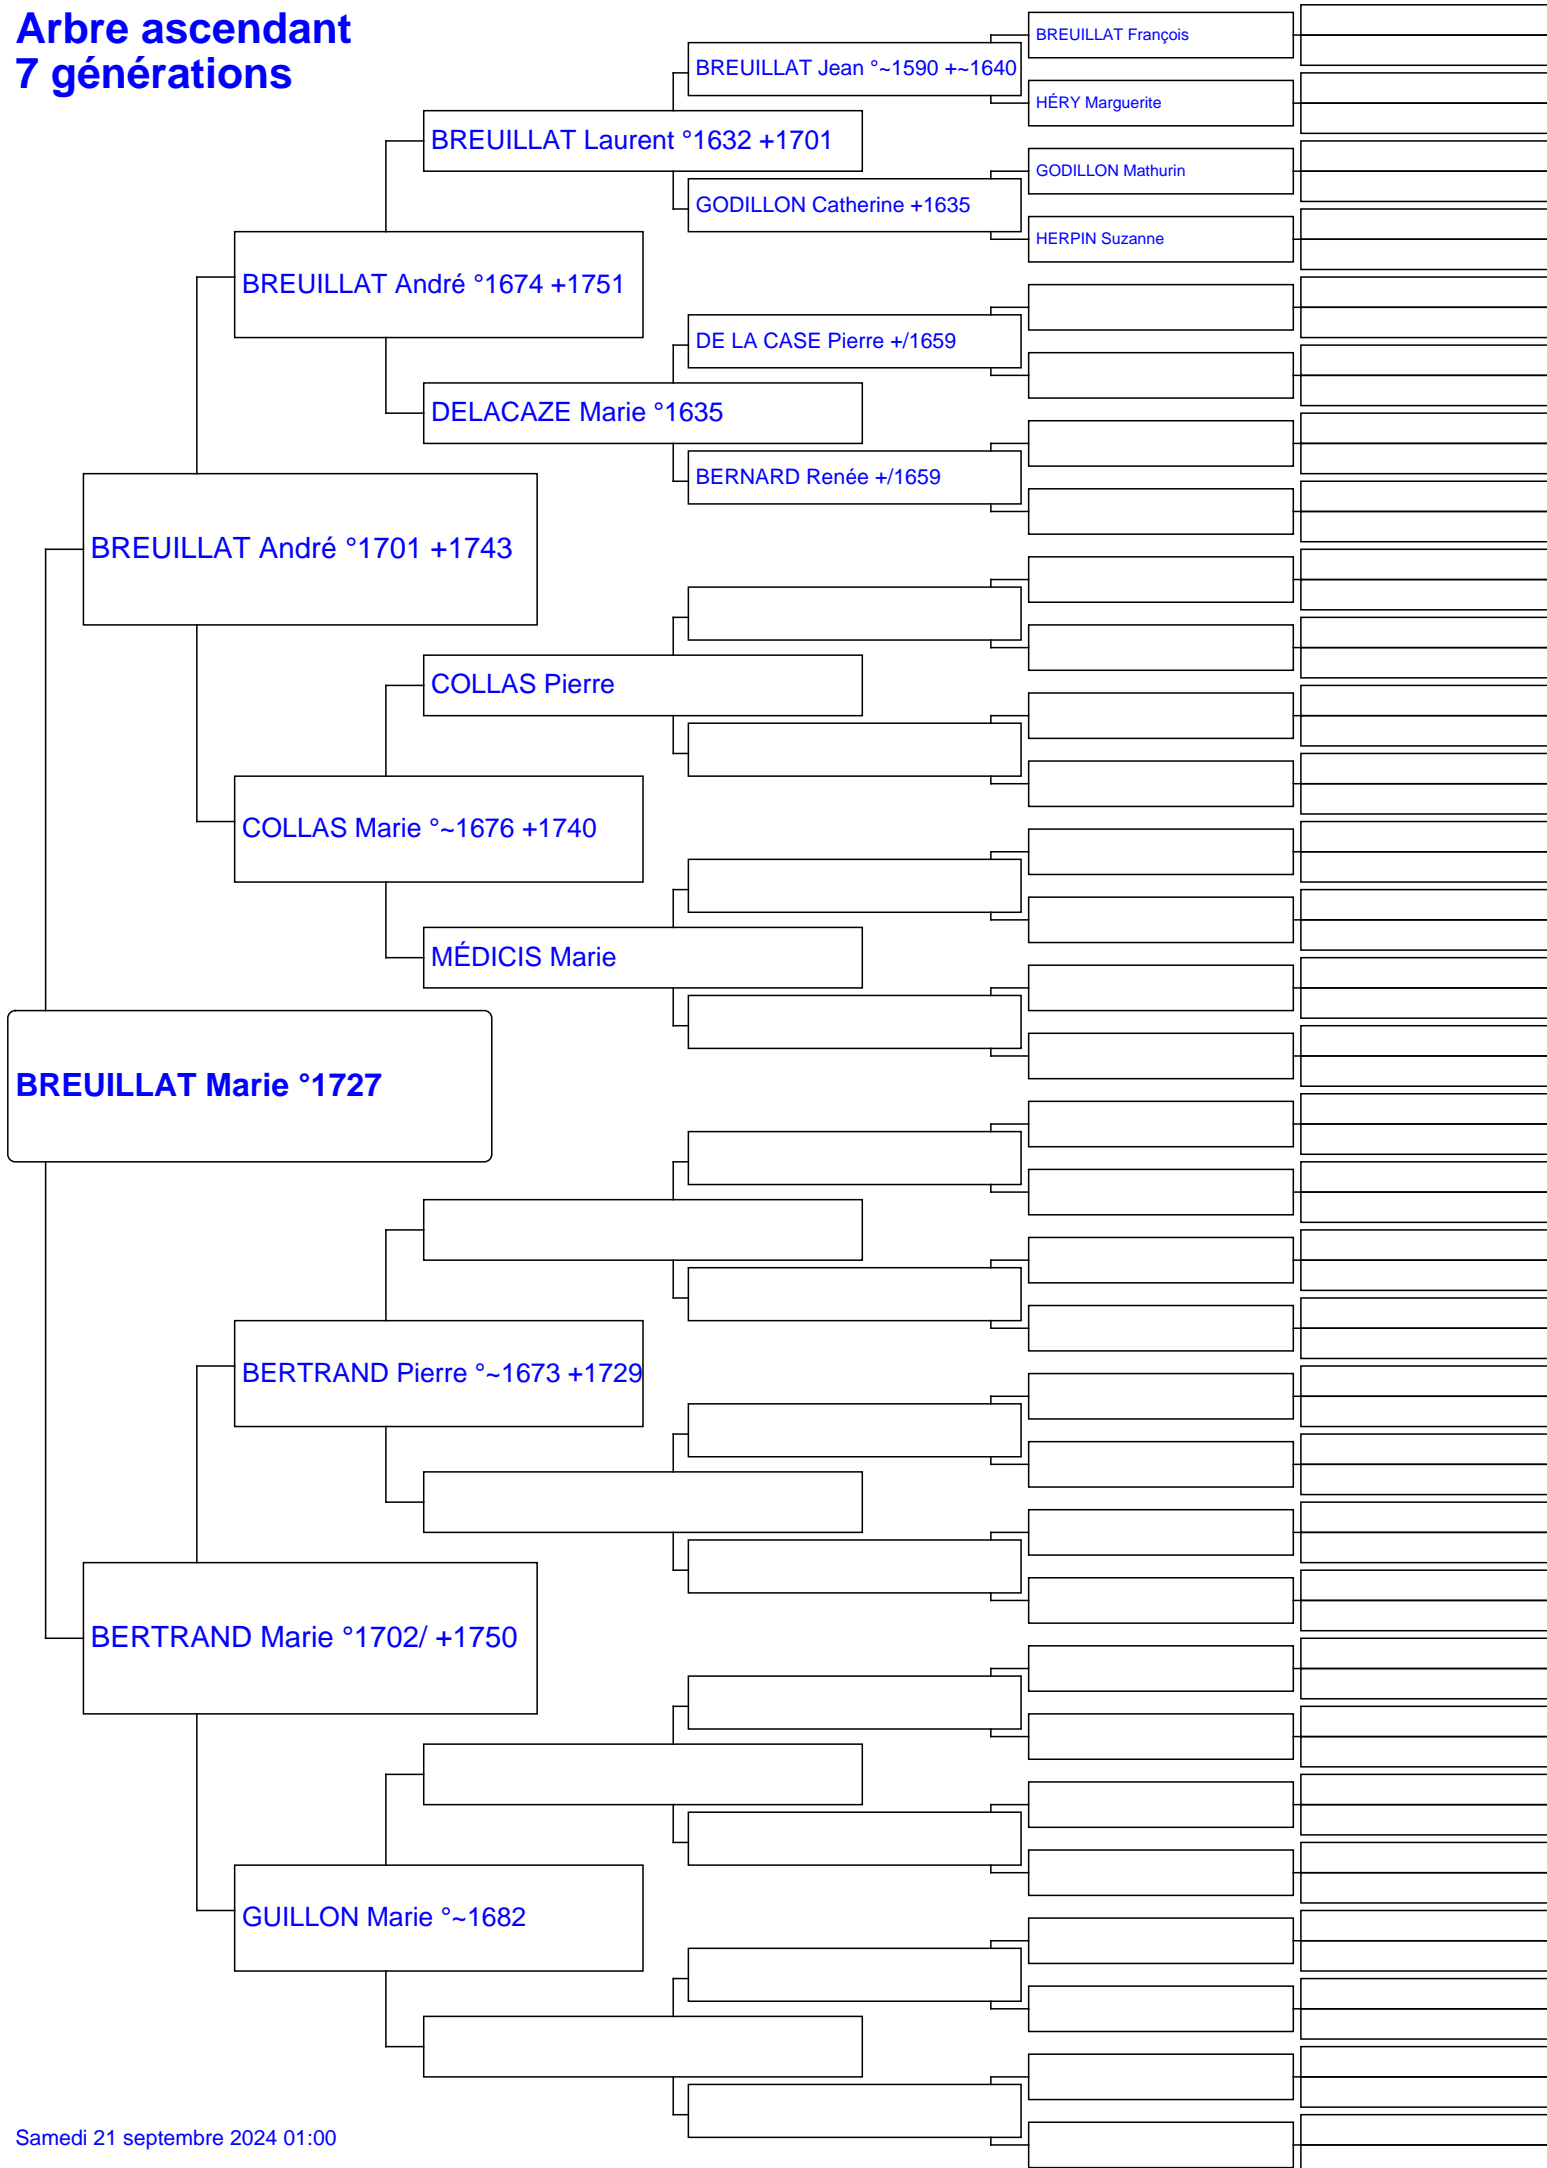 Arbre ascendant
7 générations
BREUILLAT François
BREUILLAT Jean °~1590 +~1640
HÉRY Marguerite
BREUILLAT Laurent °1632 +1701
GODILLON Mathurin
GODILLON Catherine +1635
HERPIN Suzanne
BREUILLAT André °1674 +1751
DE LA CASE Pierre +/1659
DELACAZE Marie °1635
BERNARD Renée +/1659
BREUILLAT André °1701 +1743
COLLAS Pierre
COLLAS Marie °~1676 +1740
MÉDICIS Marie
BREUILLAT Marie °1727
BERTRAND Pierre °~1673 +1729
BERTRAND Marie °1702/ +1750
GUILLON Marie °~1682
Samedi 21 septembre 2024 01:00